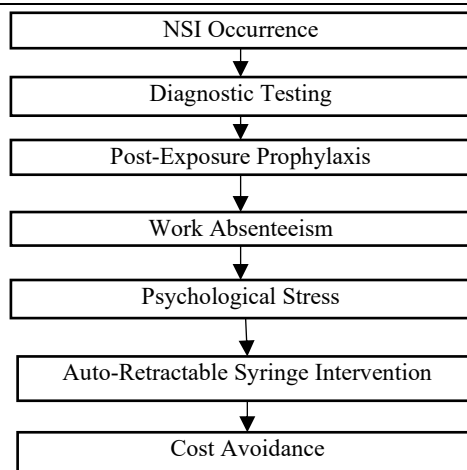 NSI Occurrence
Diagnostic Testing
Post-Exposure Prophylaxis
Work Absenteeism
Psychological Stress
Auto-Retractable Syringe Intervention
Cost Avoidance